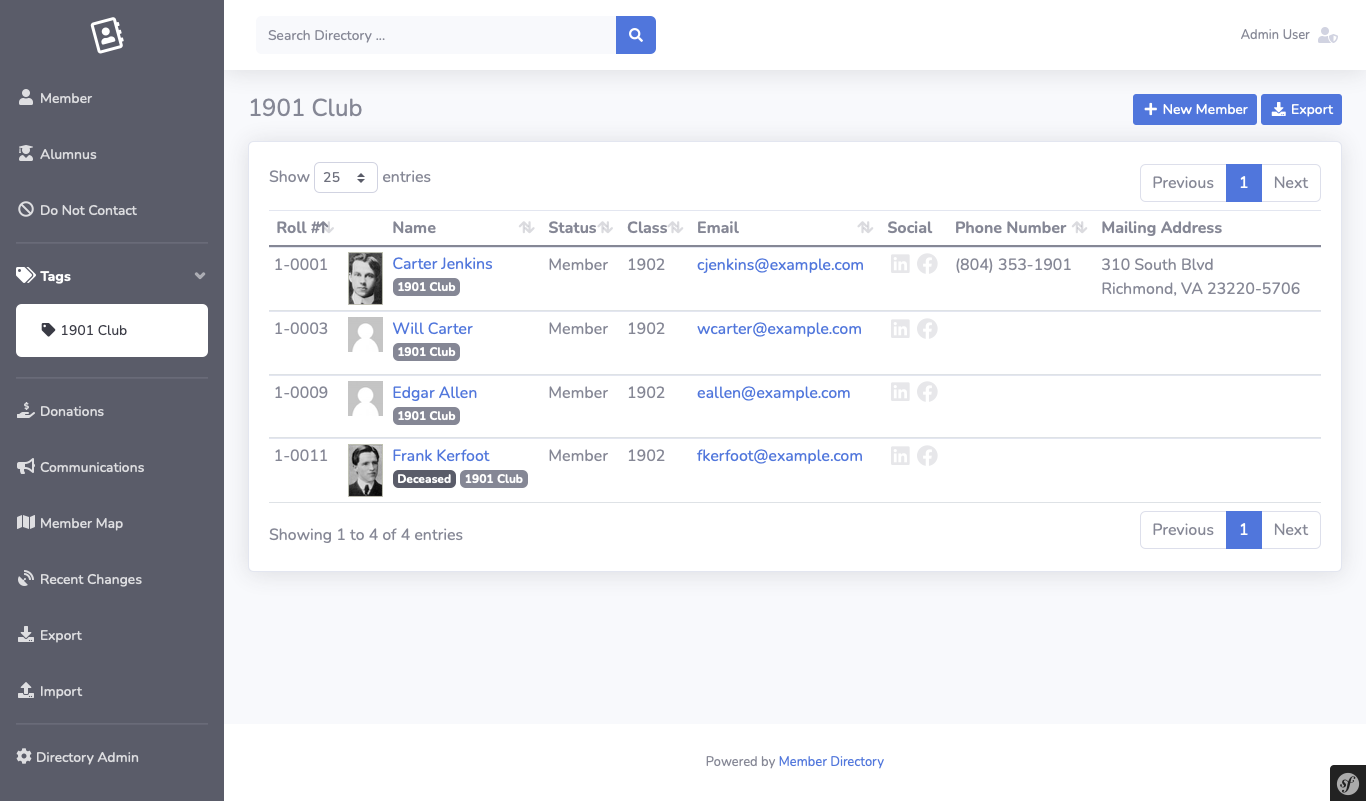 Search Directory ...
Admin User
Member
Alumnus
Do Not Contact
Tags
1901 Club
Donations
Communications
Member Map
Recent Changes
Export
Import
Directory Admin
1901 Club
New Member
Export
Show 25 entries
Previous 1 Next
Roll # Name Status Class Email Social Phone Number Mailing Address
1-0001 Carter Jenkins Member 1902 cjenkins@example.com (804) 353-1901 310 South Blvd
1901 Club Richmond, VA 23220-5706
1-0003 Will Carter Member 1902 wcarter@example.com
1901 Club
1-0009 Edgar Allen Member 1902 eallen@example.com
1901 Club
1-0011 Frank Kerfoot Member 1902 fkerfoot@example.com
Deceased 1901 Club
Showing 1 to 4 of 4 entries
Previous 1 Next
Powered by Member Directory
sf